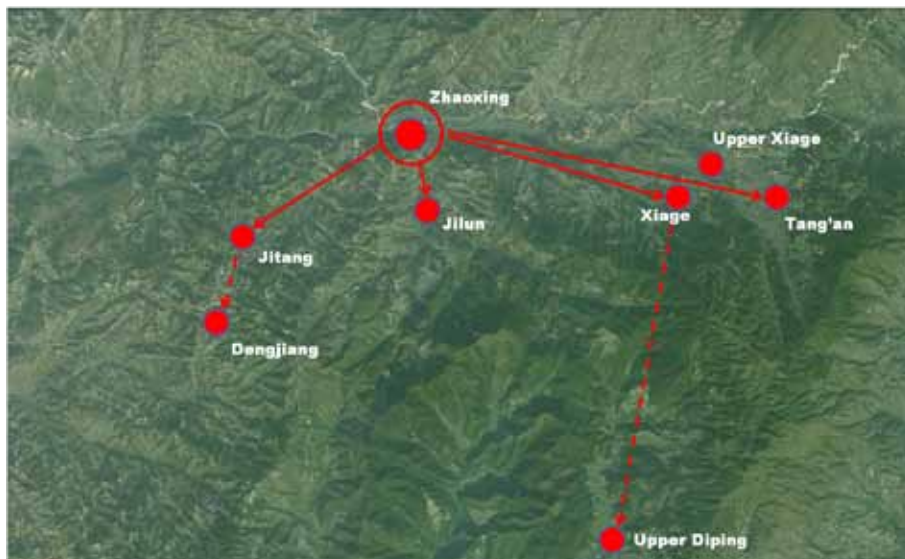 Zhaoxing
Upper Xiage
Xiage
Tang'an
Jilun
Jitang
Dengjiang
Upper Diping